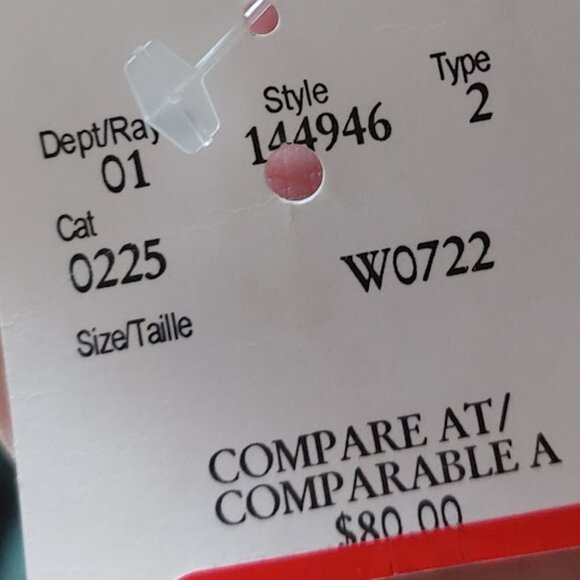 Dept/Ray Style Type
01 144946 2
Cat
0225 W0722
Size/Taille
COMPARE AT/
COMPARABLE A
$80.00